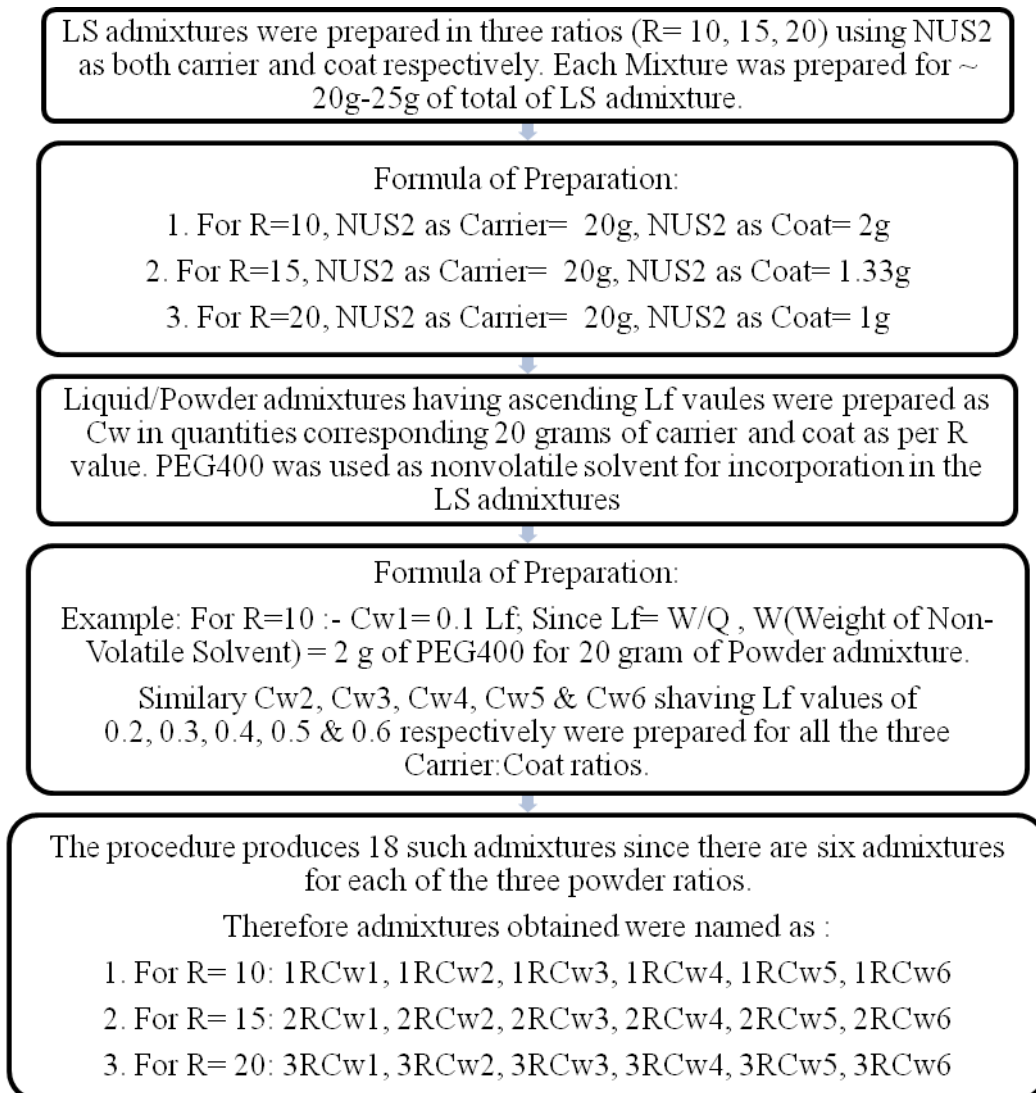 LS admixtures were prepared in three ratios (R= 10, 15, 20) using NUS2
as both carrier and coat respectively. Each Mixture was prepared for ~
20g-25g of total of LS admixture.
Formula of Preparation:
1. For R=10, NUS2 as Carrier= 20g, NUS2 as Coat= 2g
2. For R=15, NUS2 as Carrier= 20g, NUS2 as Coat= 1.33g
3. For R=20, NUS2 as Carrier= 20g, NUS2 as Coat= 1g
Liquid/Powder admixtures having ascending Lf vaules were prepared as
Cw in quantities corresponding 20 grams of carrier and coat as per R
value. PEG400 was used as nonvolatile solvent for incorporation in the
LS admixtures
Formula of Preparation:
Example: For R=10 :- Cw1= 0.1 Lf; Since Lf= W/Q , W(Weight of Non-
Volatile Solvent) = 2 g of PEG400 for 20 gram of Powder admixture.
Similary Cw2, Cw3, Cw4, Cw5 & Cw6 shaving Lf values of
0.2, 0.3, 0.4, 0.5 & 0.6 respectively were prepared for all the three
Carrier:Coat ratios.
The procedure produces 18 such admixtures since there are six admixtures
for each of the three powder ratios.
Therefore admixtures obtained were named as :
1. For R= 10: 1RCw1, 1RCw2, 1RCw3, 1RCw4, 1RCw5, 1RCw6
2. For R= 15: 2RCw1, 2RCw2, 2RCw3, 2RCw4, 2RCw5, 2RCw6
3. For R= 20: 3RCw1, 3RCw2, 3RCw3, 3RCw4, 3RCw5, 3RCw6